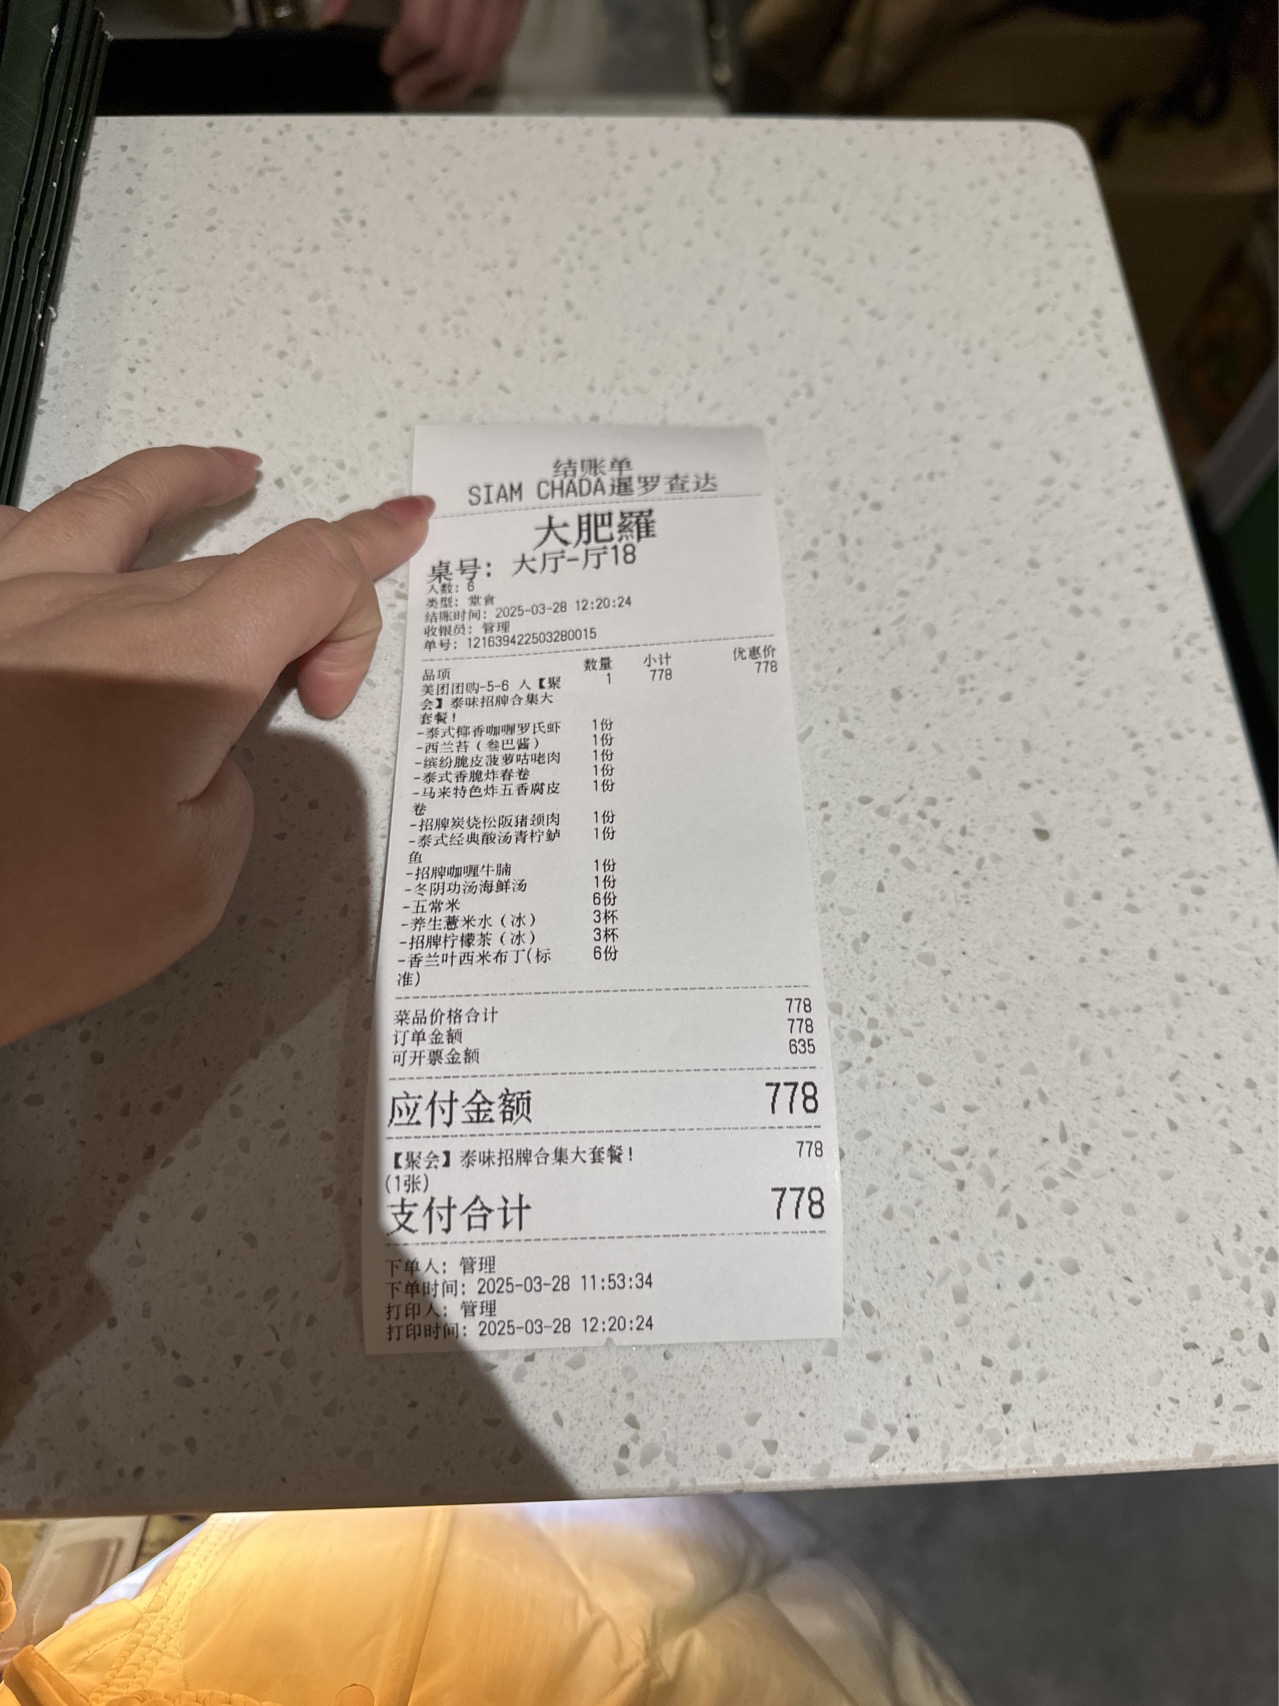 结账单
SIAM CHADA暹罗查达
大肥羅
桌号: 大厅-厅18
人数: 6
类型: 堂食
结账时间: 2025-03-28 12:20:24
收银员: 管理
单号: 121639422503280015
品项 数量 小计 优惠价
美团团购-5-6 人【聚 1 778 778
会】泰味招牌合集大
套餐!
-泰式椰香咖喱罗氏虾 1份
-西兰苔(叁巴酱) 1份
-缤纷脆皮菠萝咕咾肉 1份
-泰式香脆炸春卷 1份
-马来特色炸五香腐皮 1份
卷
-招牌炭烧松阪猪颈肉 1份
-泰式经典酸汤青柠鲈 1份
鱼
-招牌咖喱牛腩 1份
-冬阴功汤海鲜汤 1份
-五常米 6份
-养生薏米水(冰) 3杯
-招牌柠檬茶(冰) 3杯
-香兰叶西米布丁(标 6份
准)
菜品价格合计 778
订单金额 778
可开票金额 635
应付金额 778
【聚会】泰味招牌合集大套餐! 778
(1张)
支付合计 778
下单人: 管理
下单时间: 2025-03-28 11:53:34
打印人: 管理
打印时间: 2025-03-28 12:20:24